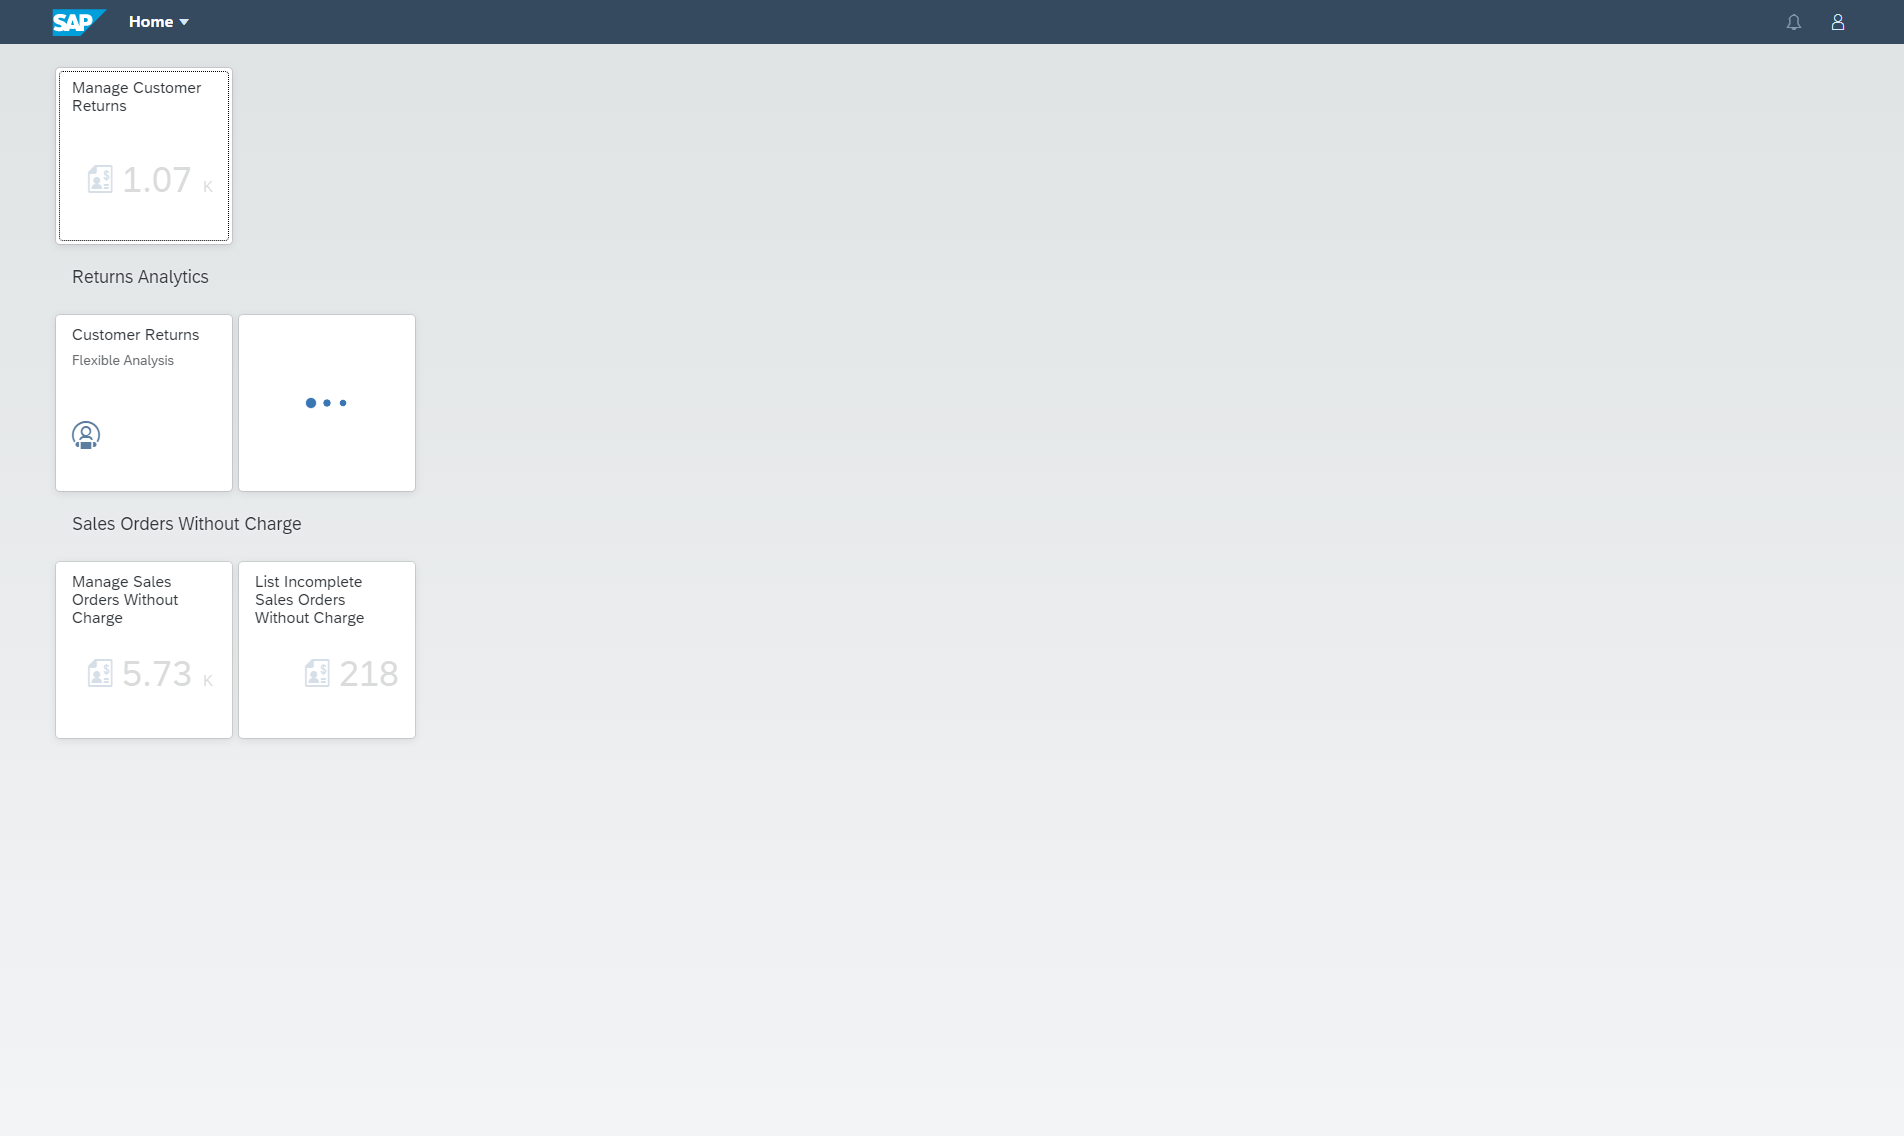 SAP Home
Manage Customer
Returns
1.07 K
Returns Analytics
Customer Returns
Flexible Analysis
Sales Orders Without Charge
Manage Sales
Orders Without
Charge
5.73 K
List Incomplete
Sales Orders
Without Charge
218